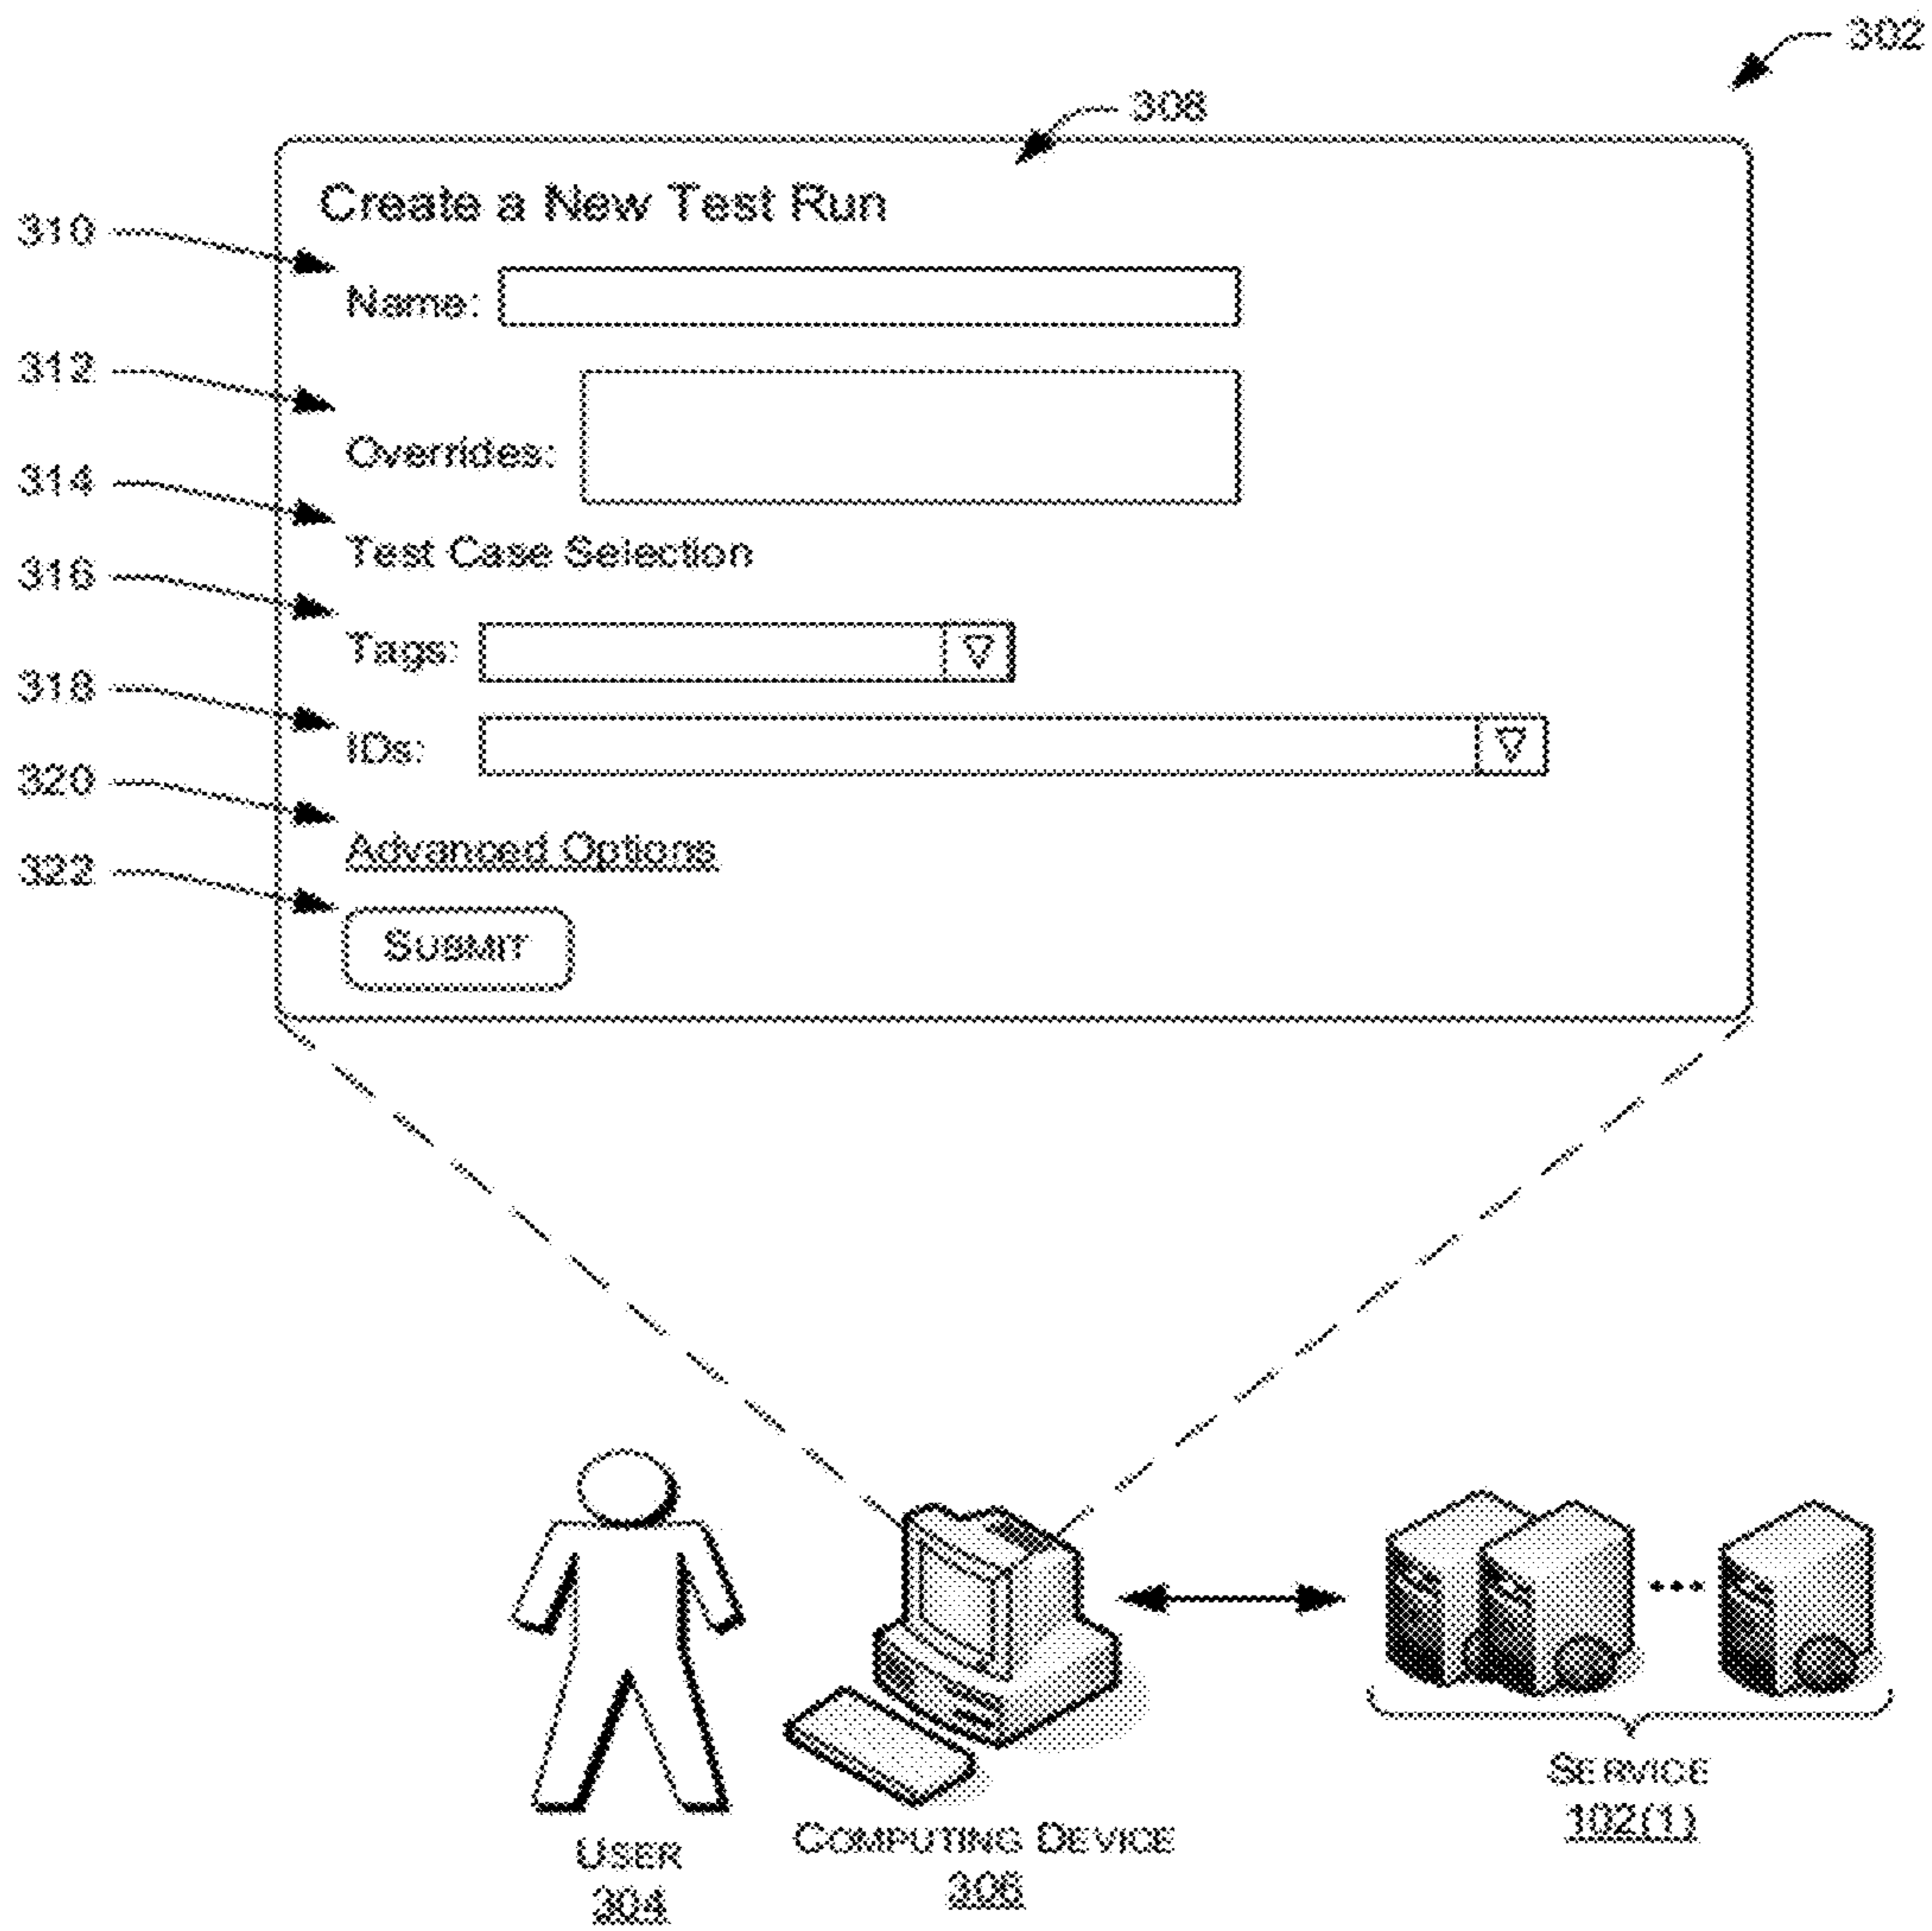 302
308
Create a New Test Run
310
Name:
312
Overrides:
314
Test Case Selection
316
Tags:
318
IDs:
320
Advanced Options
322
SUBMIT
USER
304
COMPUTING DEVICE
306
SERVICE
102(1)